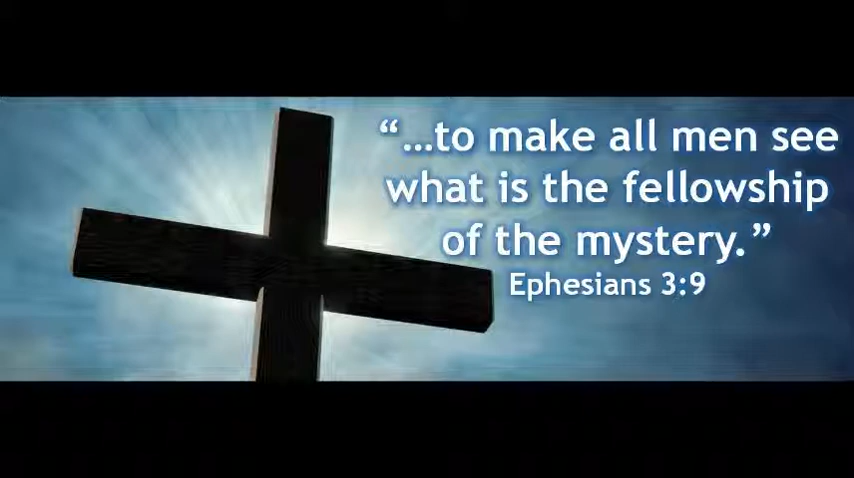 “...to make all men see
what is the fellowship
of the mystery.”
Ephesians 3:9